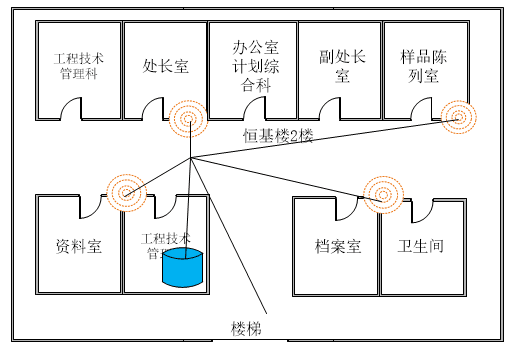 工程技术
管理科
处长室
办公室
计划综
合科
副处长
室
样品陈
列室
恒基楼2楼
资料室
工程技术
管
档案室
卫生间
楼梯